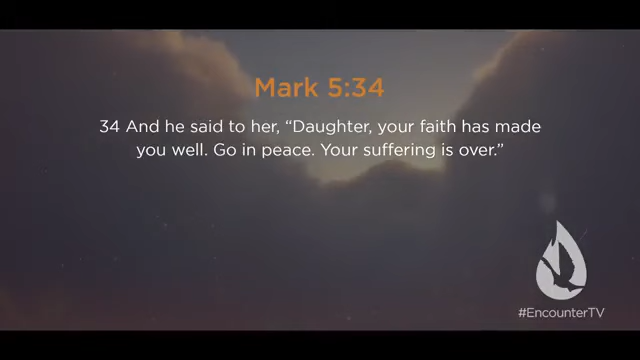 Mark 5:34
34 And he said to her, “Daughter, your faith has made
you well. Go in peace. Your suffering is over.”
#EncounterTV